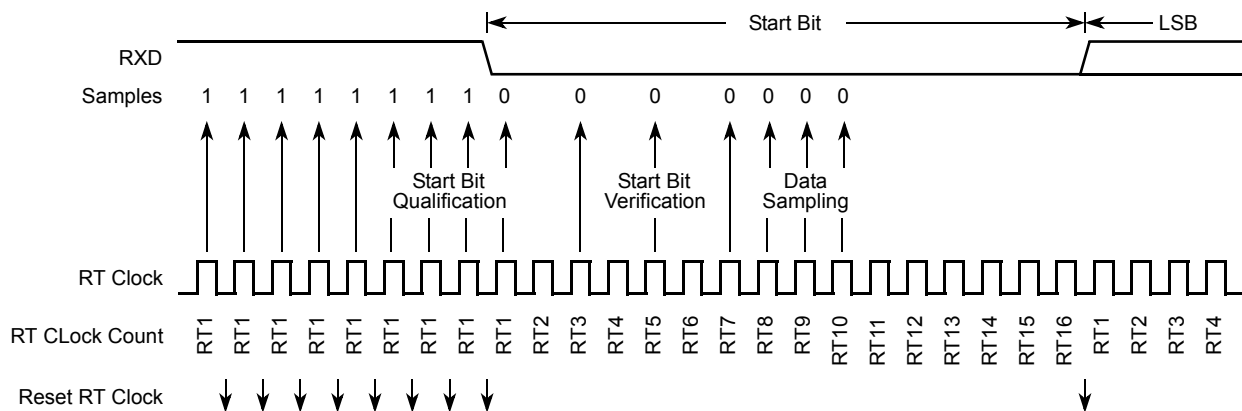 Start Bit LSB
RXD
Samples 1 1 1 1 1 1 1 1 0 0 0 0 0 0 0
Start Bit Qualification
Start Bit Verification
Data Sampling
RT Clock
RT CLock Count RT1 RT1 RT1 RT1 RT1 RT1 RT1 RT1 RT1 RT2 RT3 RT4 RT5 RT6 RT7 RT8 RT9 RT10 RT11 RT12 RT13 RT14 RT15 RT16 RT1 RT2 RT3 RT4
Reset RT Clock